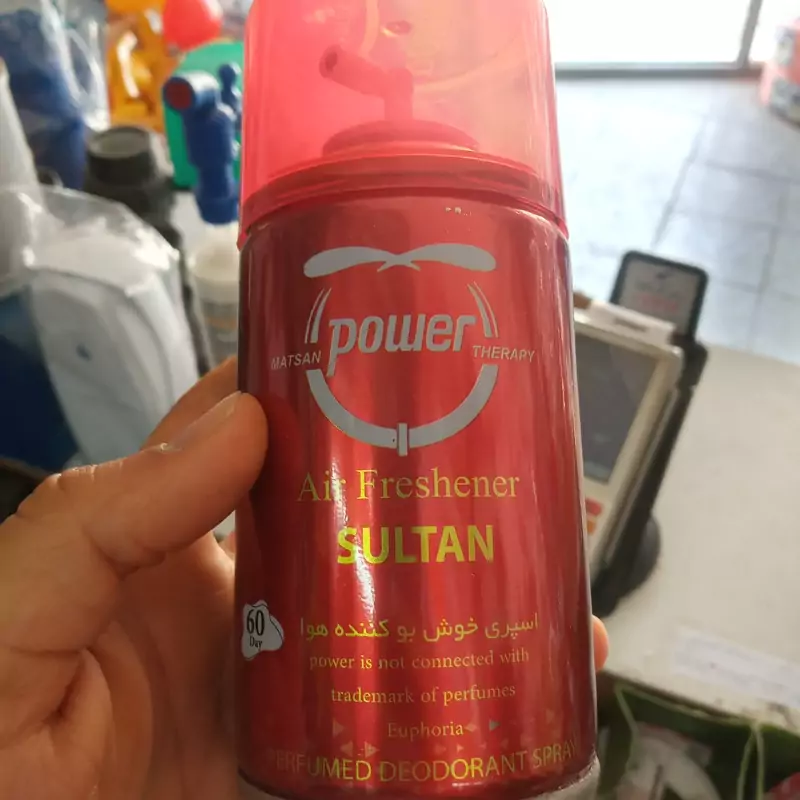 power
MATSAN THERAPY
Air Freshener
SULTAN
60
Day
اسپری خوش بو کننده هوا
power is not connected with
trademark of perfumes
Euphoria
PERFUMED DEODORANT SPRAY